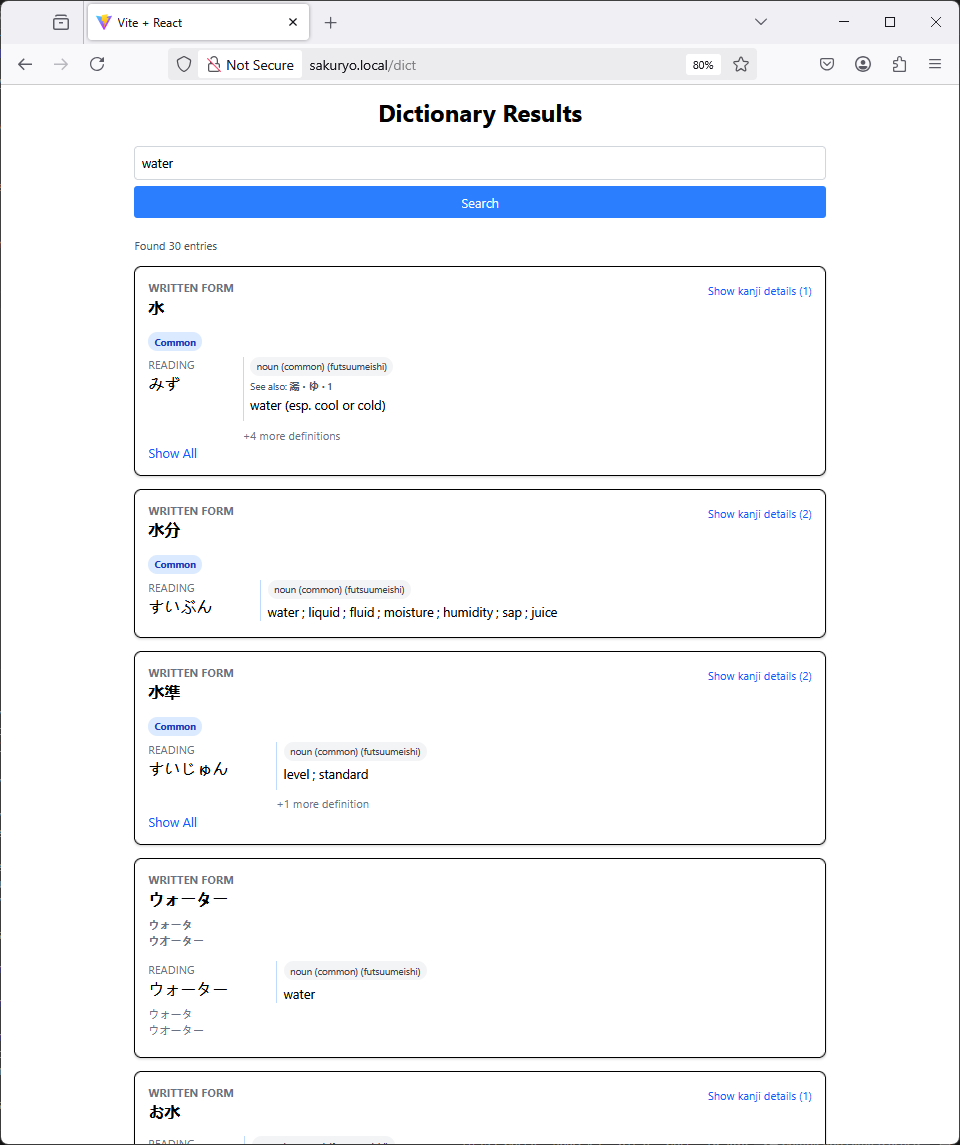 Vite + React
Not Secure sakuryo.local/dict 80%
Dictionary Results
water
Search
Found 30 entries
WRITTEN FORM
Show kanji details (1)
水
Common
READING
みず
noun (common) (futsuumeishi)
See also: 湯・ゆ・1
water (esp. cool or cold)
+4 more definitions
Show All
WRITTEN FORM
Show kanji details (2)
水分
Common
READING
すいぶん
noun (common) (futsuumeishi)
water ; liquid ; fluid ; moisture ; humidity ; sap ; juice
WRITTEN FORM
Show kanji details (2)
水準
Common
READING
すいじゅん
noun (common) (futsuumeishi)
level ; standard
+1 more definition
Show All
WRITTEN FORM
ウォーター
ウォータ
ウオーター
READING
ウォーター
ウォータ
ウオーター
noun (common) (futsuumeishi)
water
WRITTEN FORM
Show kanji details (1)
お水
READING